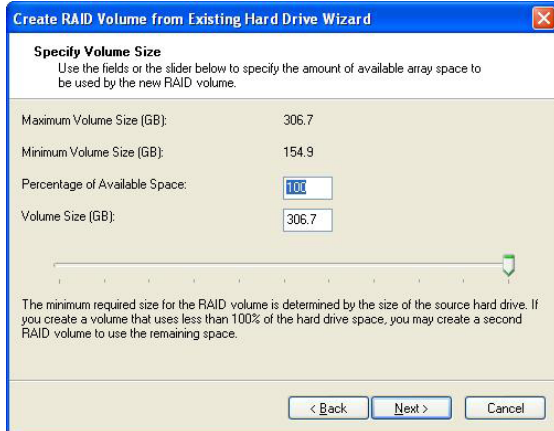 Create RAID Volume from Existing Hard Drive Wizard
Specify Volume Size
Use the fields or the slider below to specify the amount of available array space to
be used by the new RAID volume.
Maximum Volume Size (GB): 306.7
Minimum Volume Size (GB): 154.9
Percentage of Available Space: 100
Volume Size (GB): 306.7
The minimum required size for the RAID volume is determined by the size of the source hard drive. If
you create a volume that uses less than 100% of the hard drive space, you may create a second
RAID volume to use the remaining space.
< Back Next > Cancel